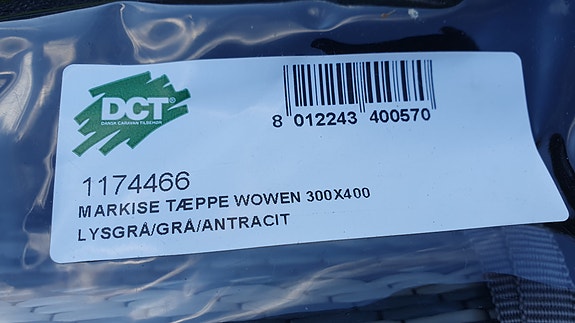 DCT®
DANSK CARAVAN TILBEHØR
8 012243 400570
1174466
MARKISE TÆPPE WOWEN 300X400
LYSGRÅ/GRÅ/ANTRACIT